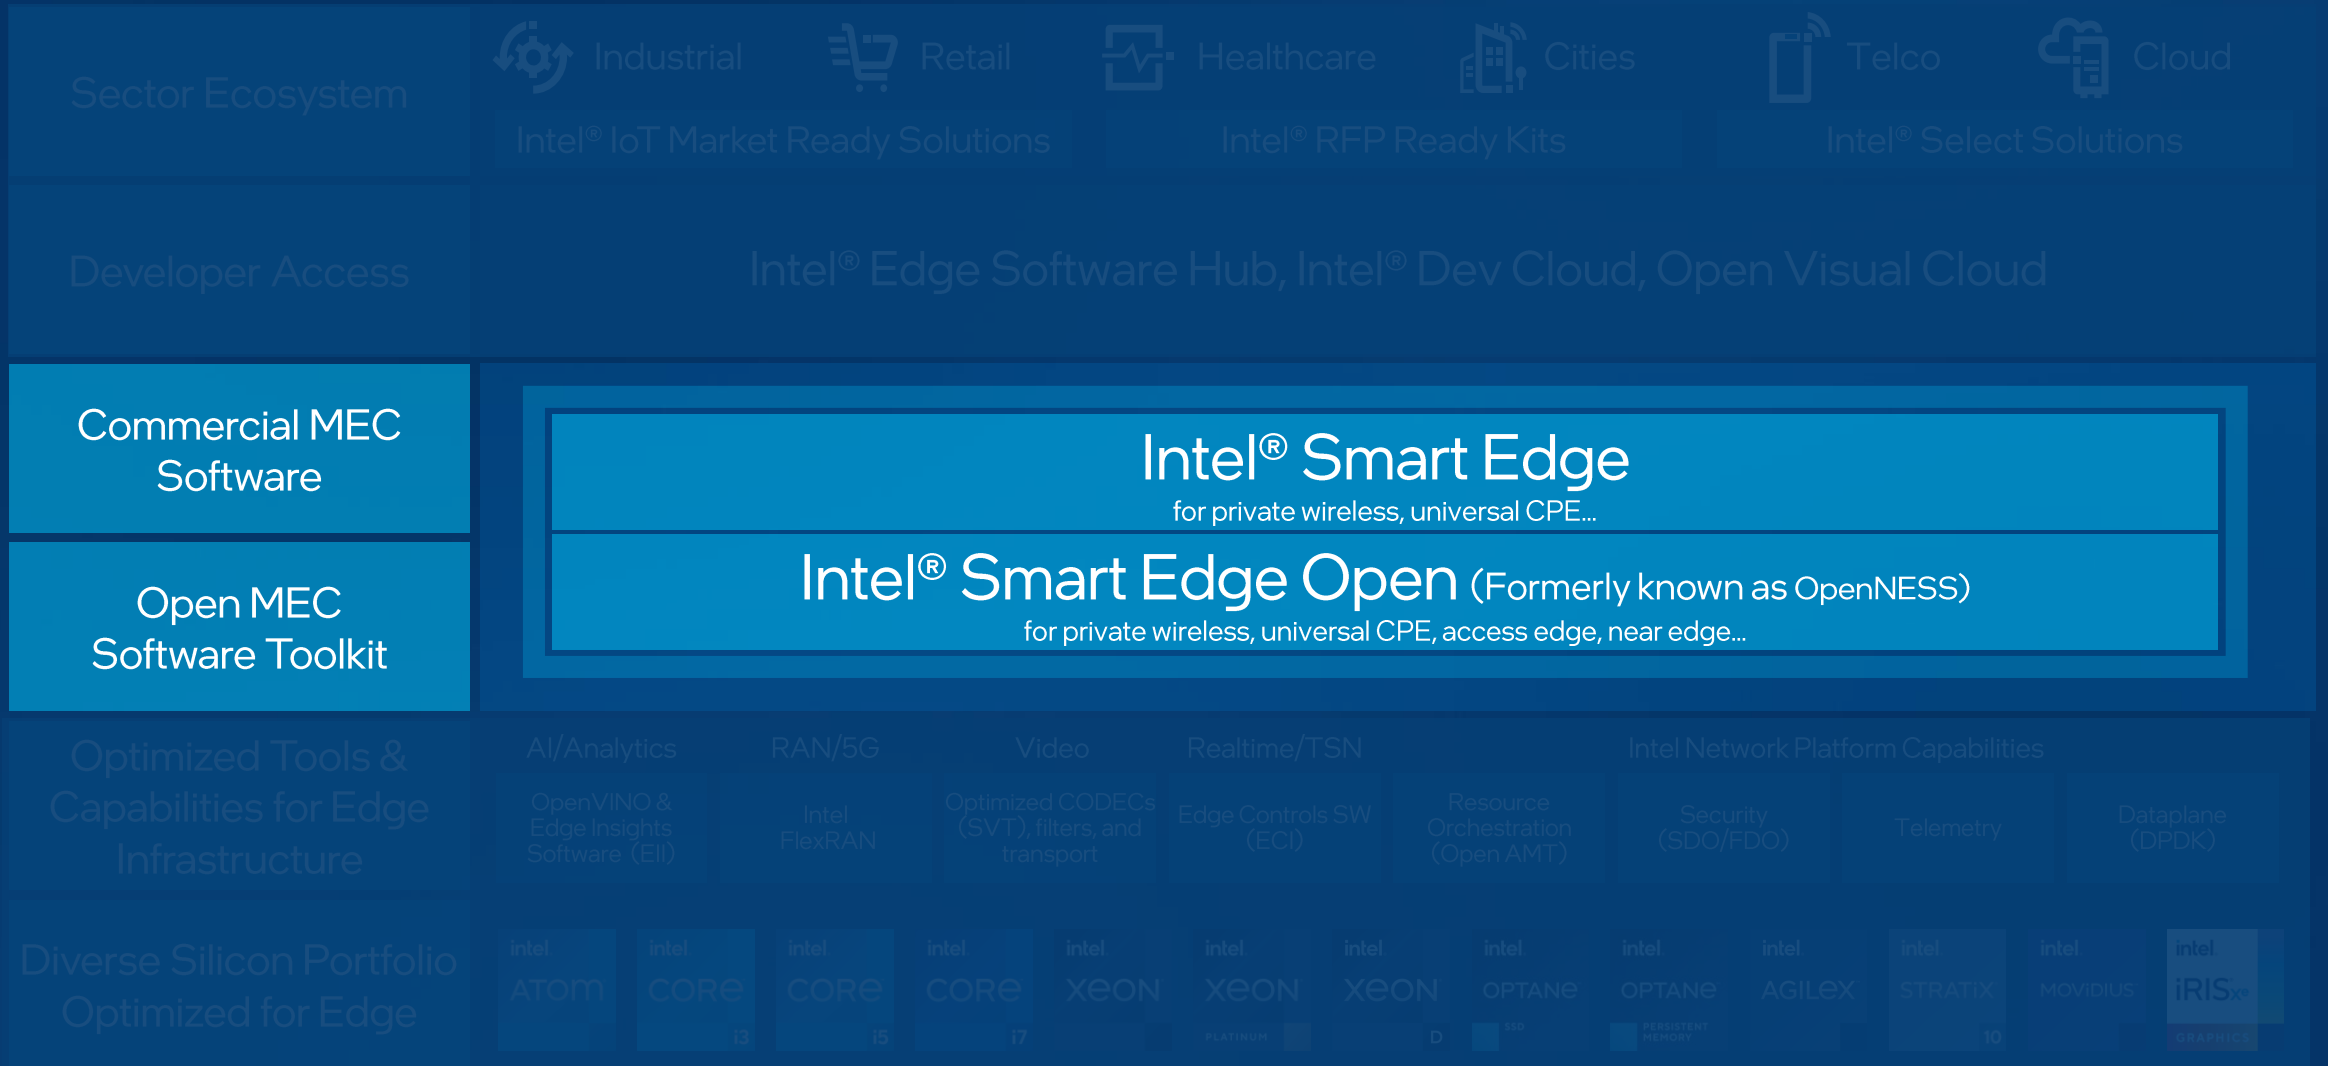 Sector Ecosystem
Industrial
Retail
Healthcare
Cities
Telco
Cloud
Intel® IoT Market Ready Solutions
Intel® RFP Ready Kits
Intel® Select Solutions
Developer Access
Intel® Edge Software Hub, Intel® Dev Cloud, Open Visual Cloud
Commercial MEC
Software
Intel® Smart Edge
for private wireless, universal CPE...
Open MEC
Software Toolkit
Intel® Smart Edge Open (Formerly known as OpenNESS)
for private wireless, universal CPE, access edge, near edge...
Optimized Tools &
Capabilities for Edge
Infrastructure
AI/Analytics
OpenVINO &
Edge Insights
Software (EII)
RAN/5G
Intel
FlexRAN
Video
Optimized CODECs
(SVT), filters, and
transport
Realtime/TSN
Edge Controls SW
(ECI)
Intel Network Platform Capabilities
Resource
Orchestration
(Open AMT)
Security
(SDO/FDO)
Telemetry
Dataplane
(DPDK)
Diverse Silicon Portfolio
Optimized for Edge
intel
ATOM
intel
CORE
i3
intel
CORE
i5
intel
CORE
i7
intel
XEON
intel
XEON
PLATINUM
intel
XEON
D
intel
OPTANE
SSD
intel
OPTANE
PERSISTENT
MEMORY
intel
AGILEX
intel
STRATIX
10
intel
MOVIDIUS
intel
iRISxe
GRAPHICS